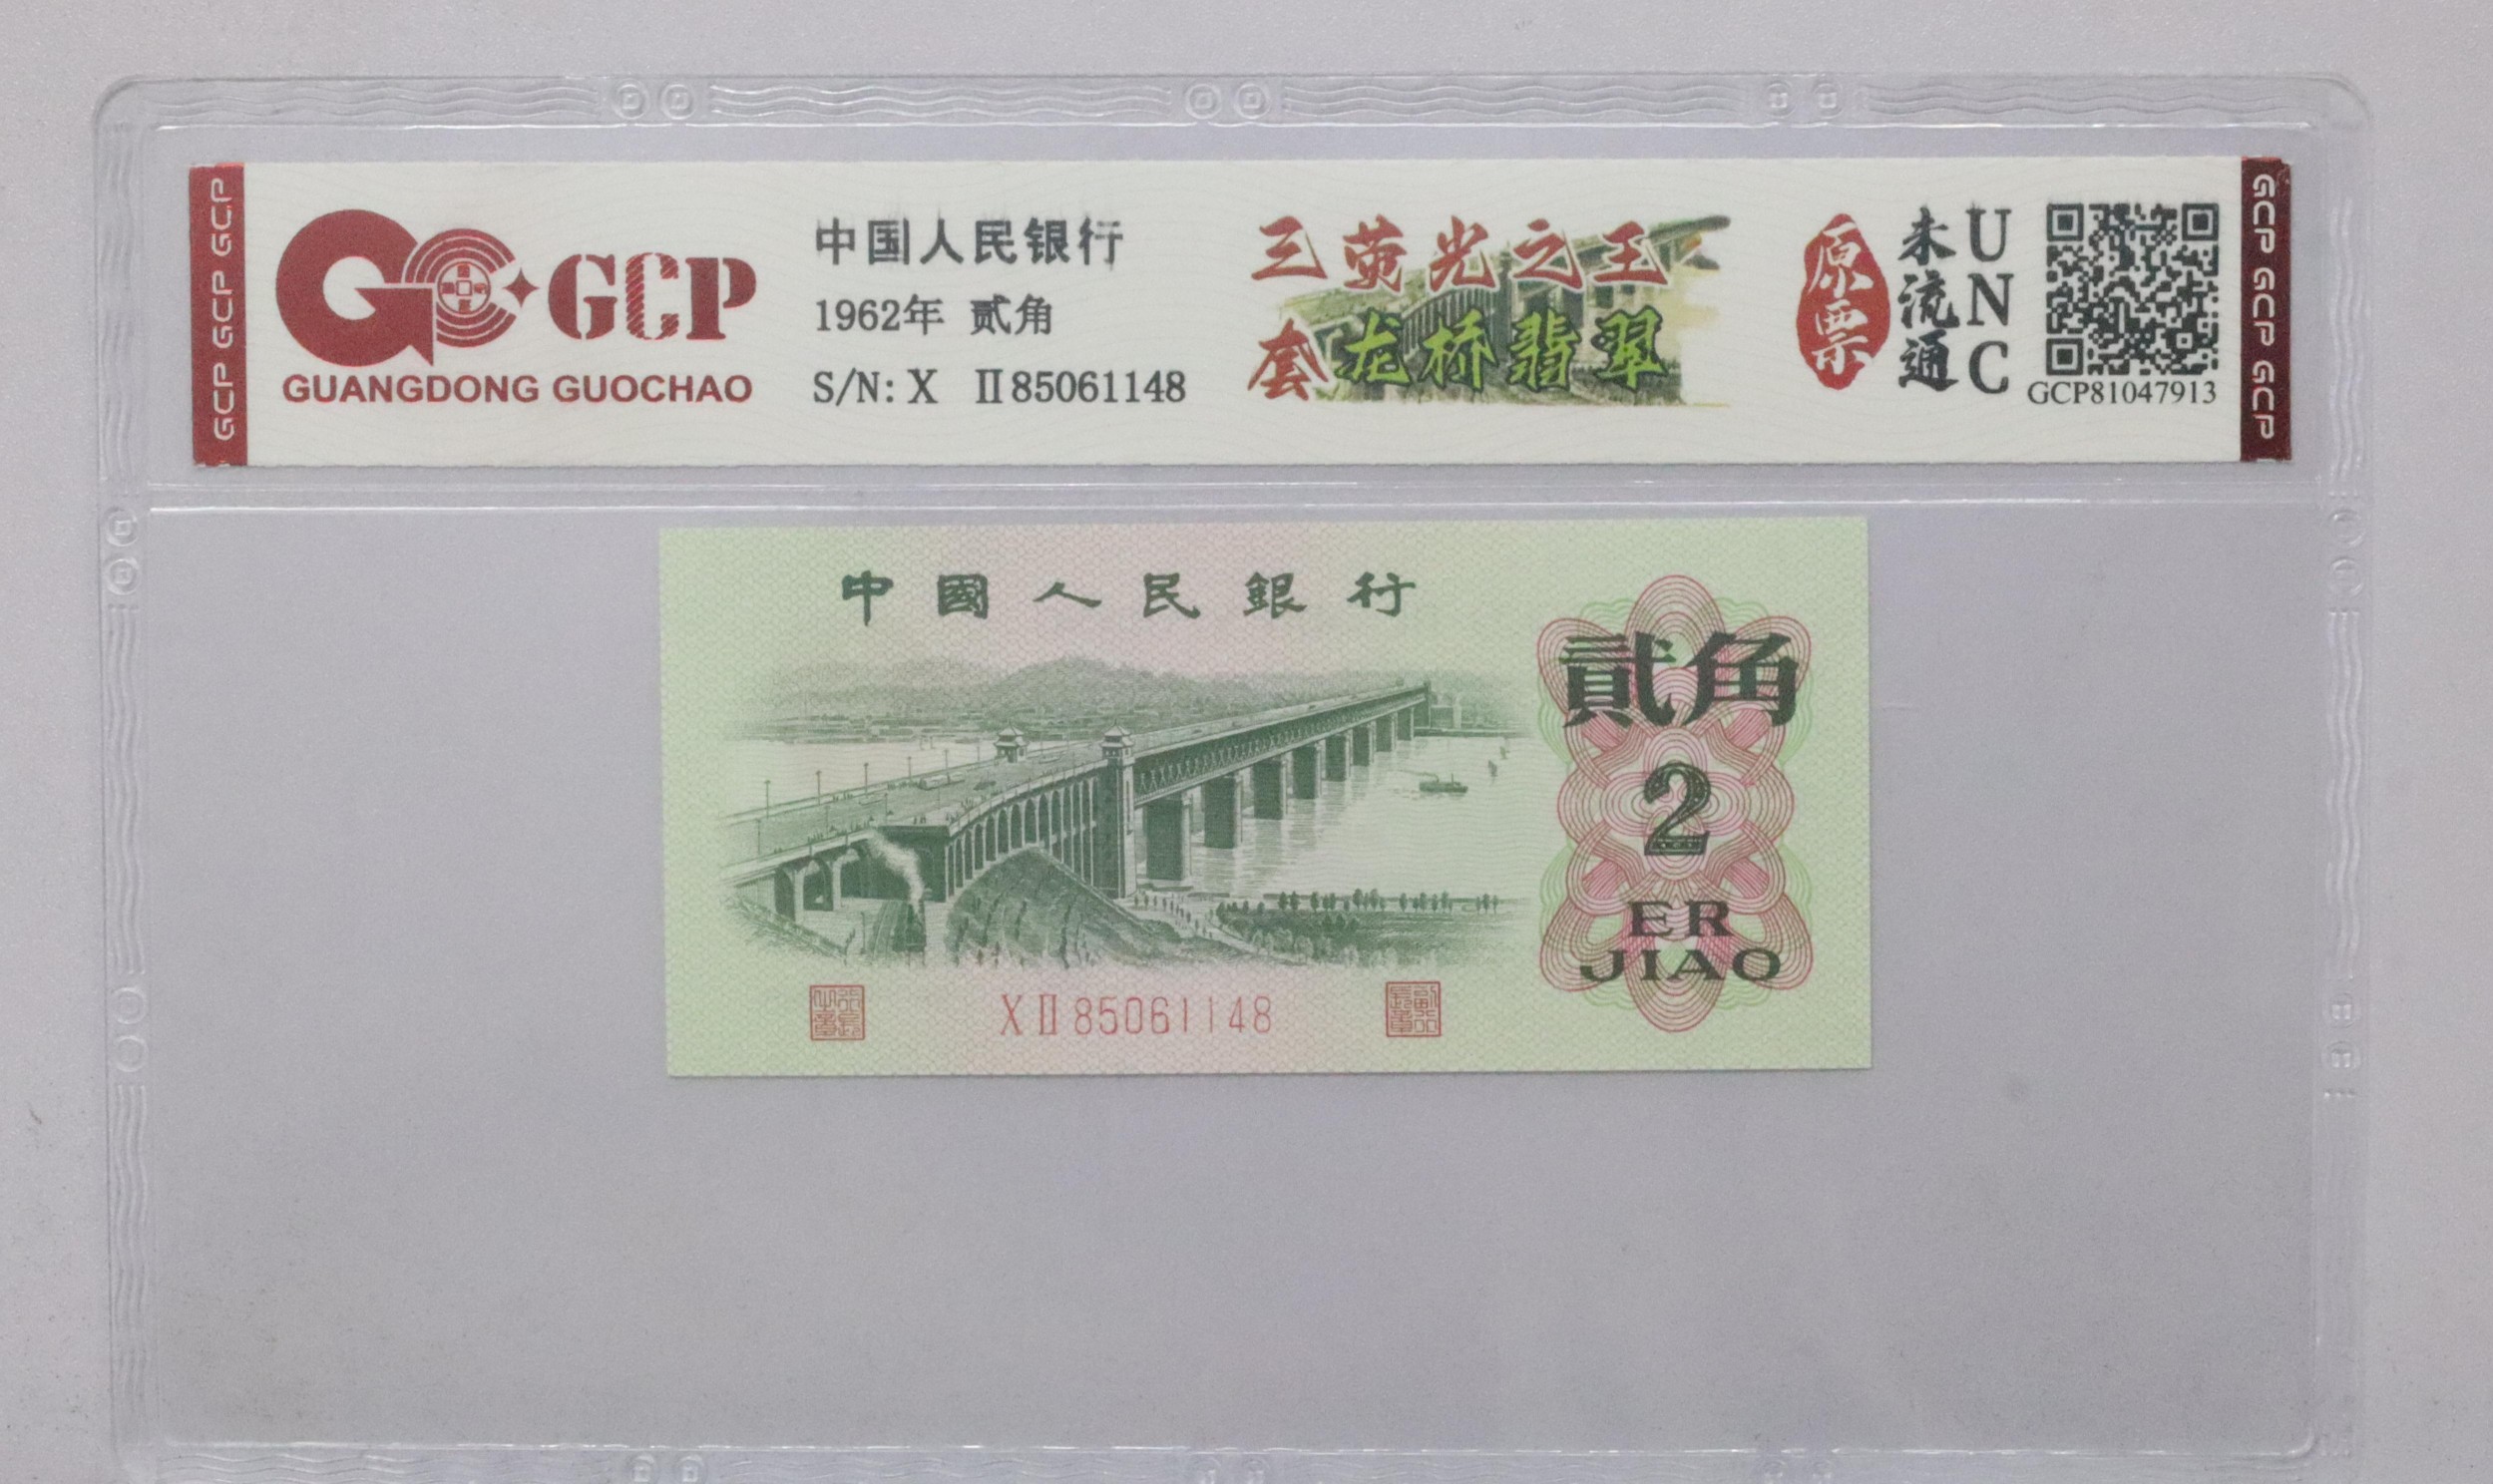 GCP GCP GCP
GCP
GUANGDONG GUOCHAO
中国人民银行
1962年 贰角
S/N: X Ⅱ85061148
三荧光之王
套龙桥翡翠
原票
未流通
UNC
GCP81047913
GCP GCP GCP
中國人民銀行
貳角
2
ER
JIAO
XⅡ85061148